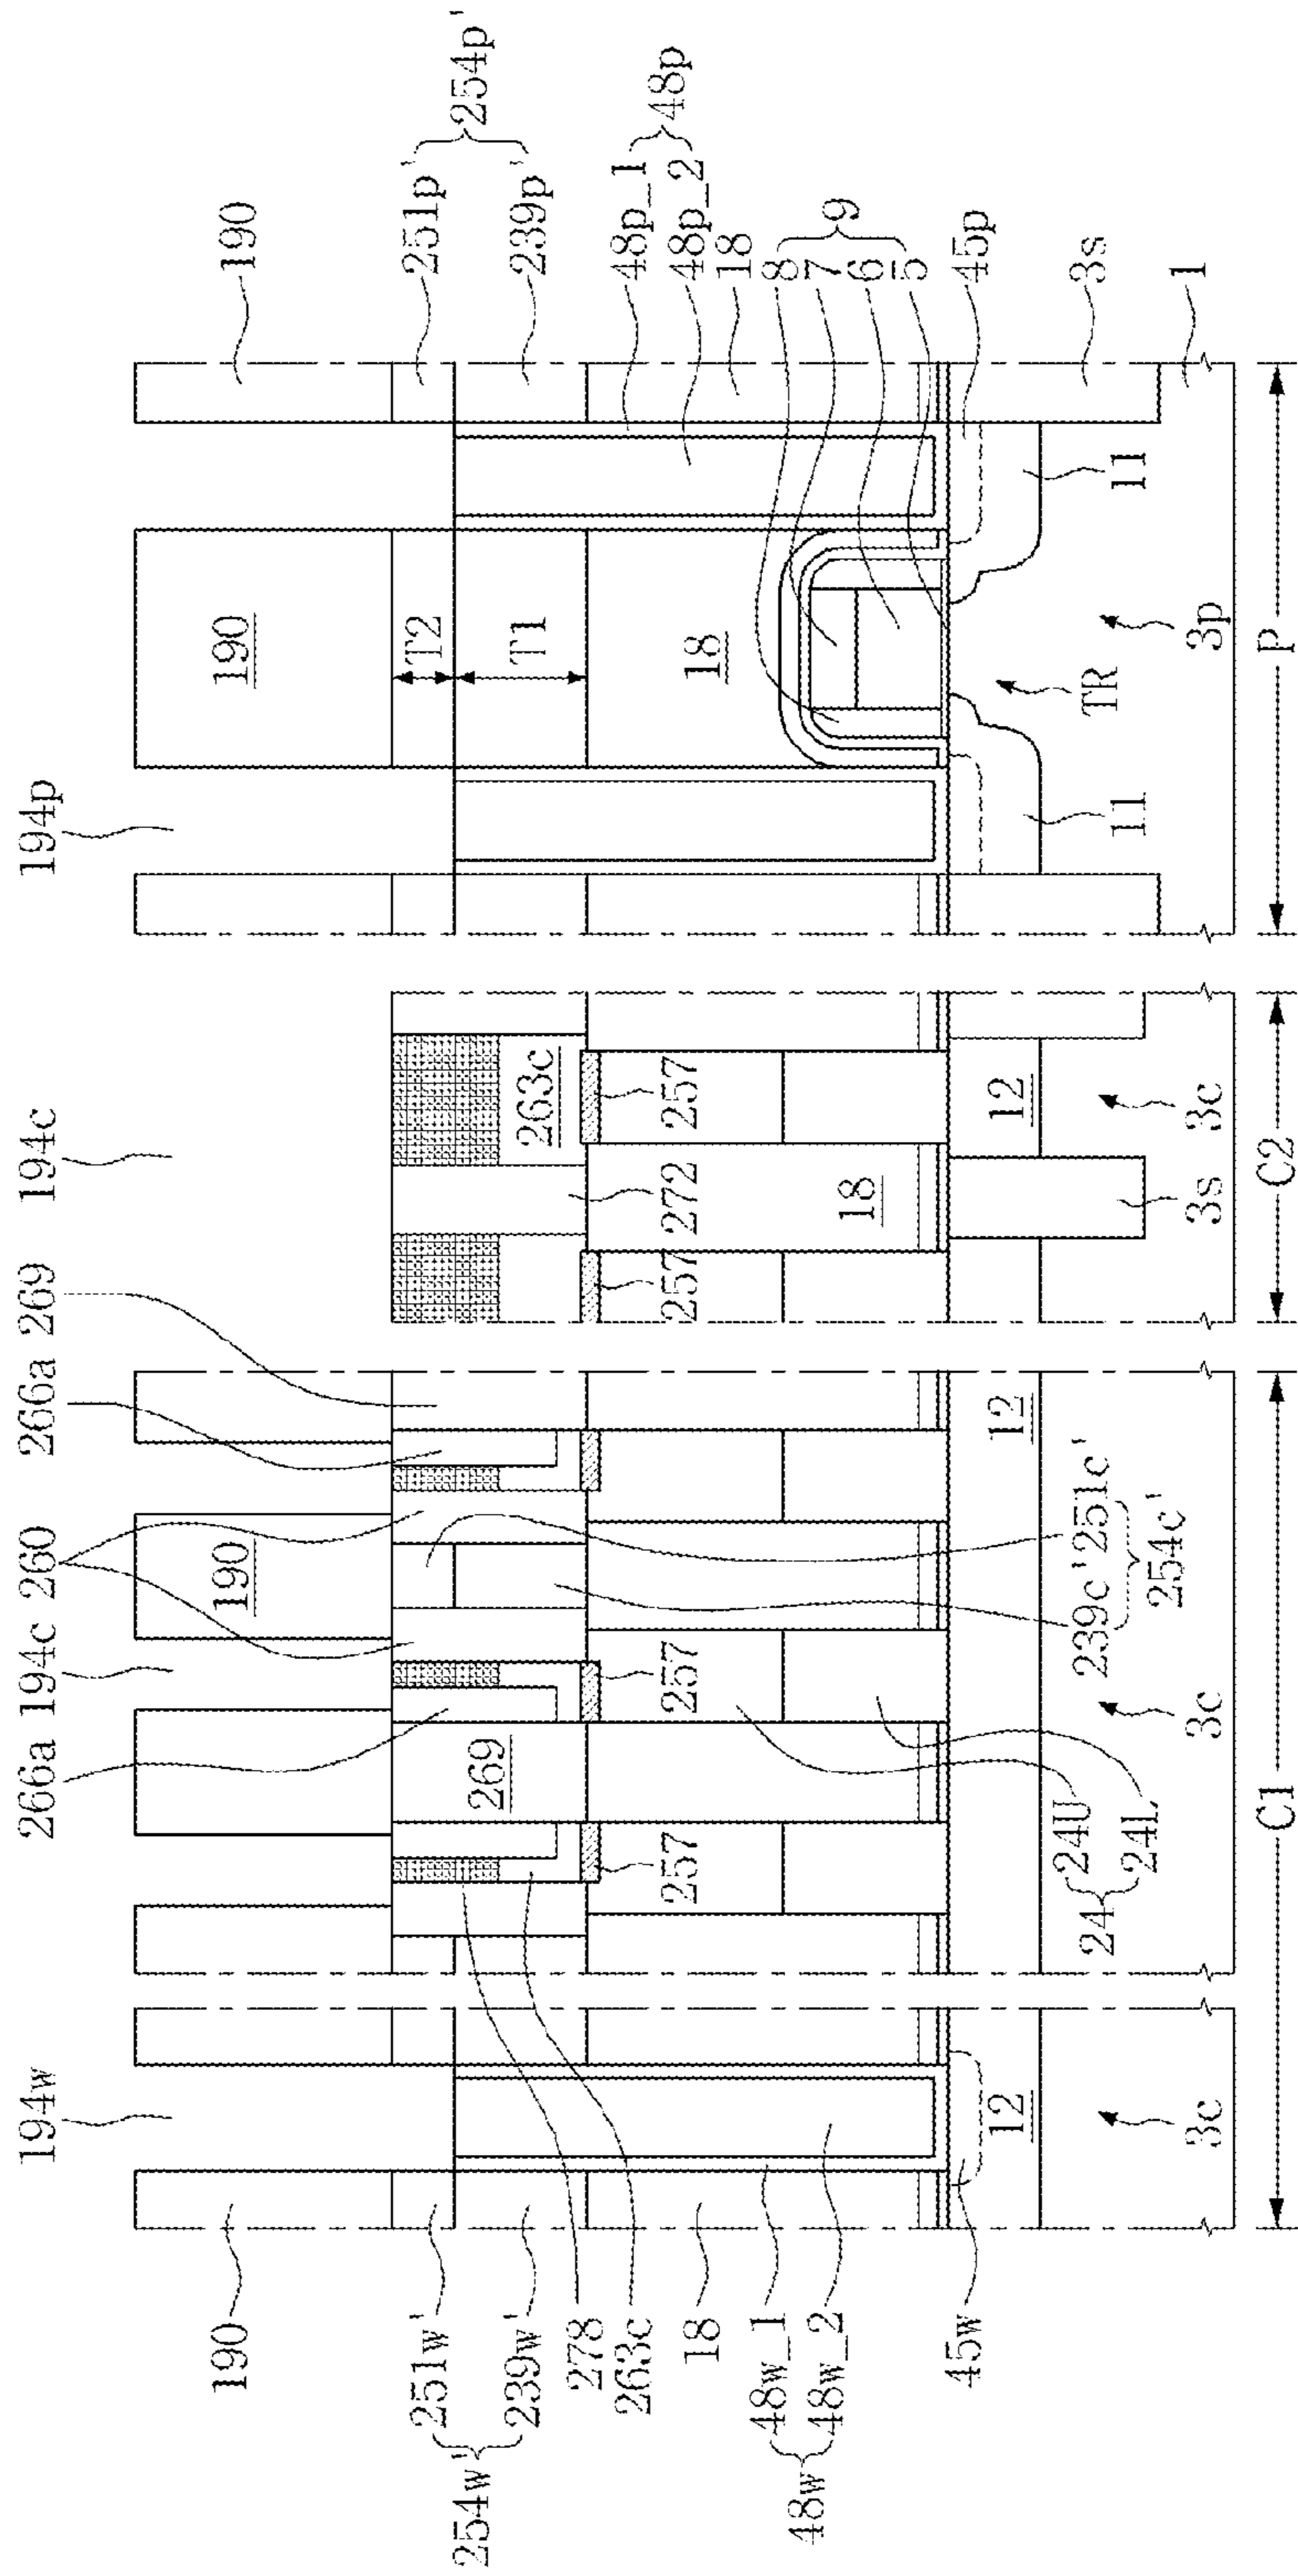 194w
266a 194c 260 266a 269
194c
194p
190
190
190
190
251w'
254w'
239w'
278
263c
18
48w_1
48w
48w_2
45w
269
257
257
257
257
263c
272
18
T2
T1
18
251p'
254p'
239p'
48p_1
48p
48p_2
18
8
7
9
6
5
45p
3s
1
12
12
12
11
11
TR
3p
24U
24
24L
239c' 251c'
254c'
3c
3c
3s
3c
C1
C2
P